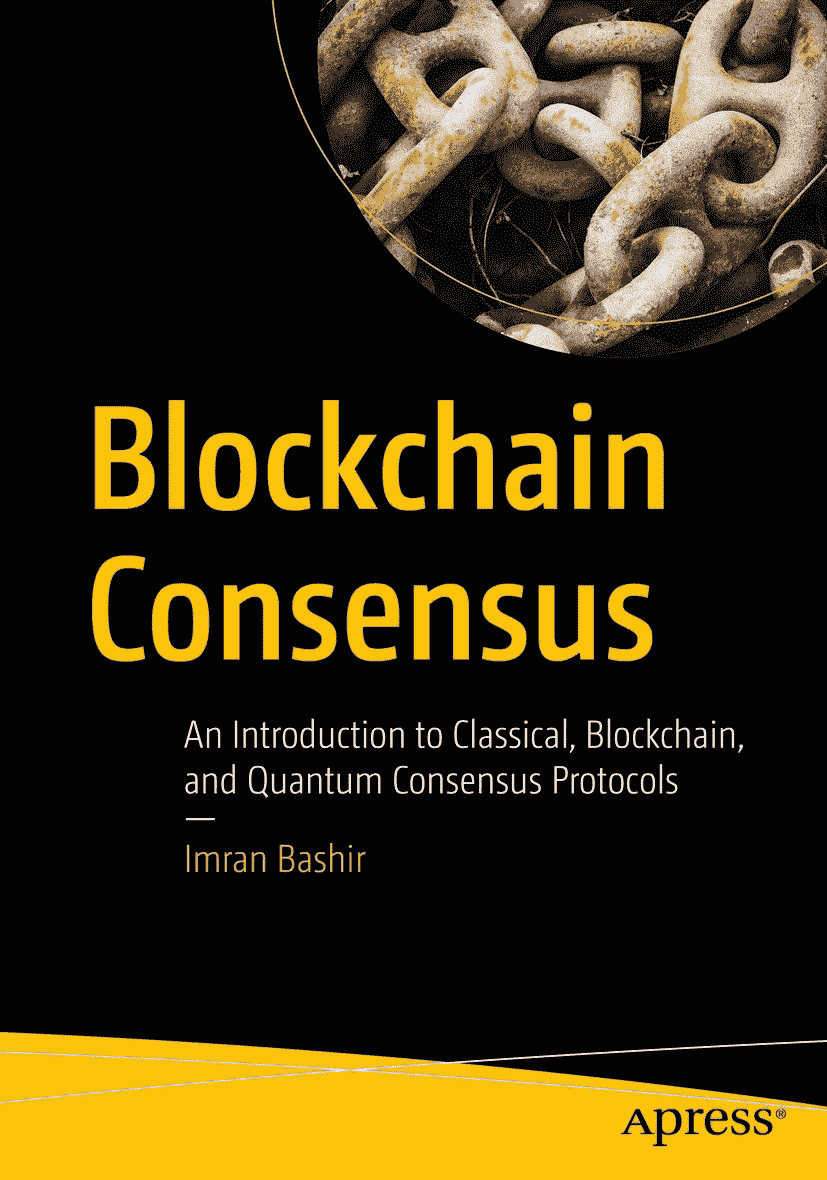 Blockchain
Consensus
An Introduction to Classical, Blockchain,
and Quantum Consensus Protocols
—
Imran Bashir
Apress®